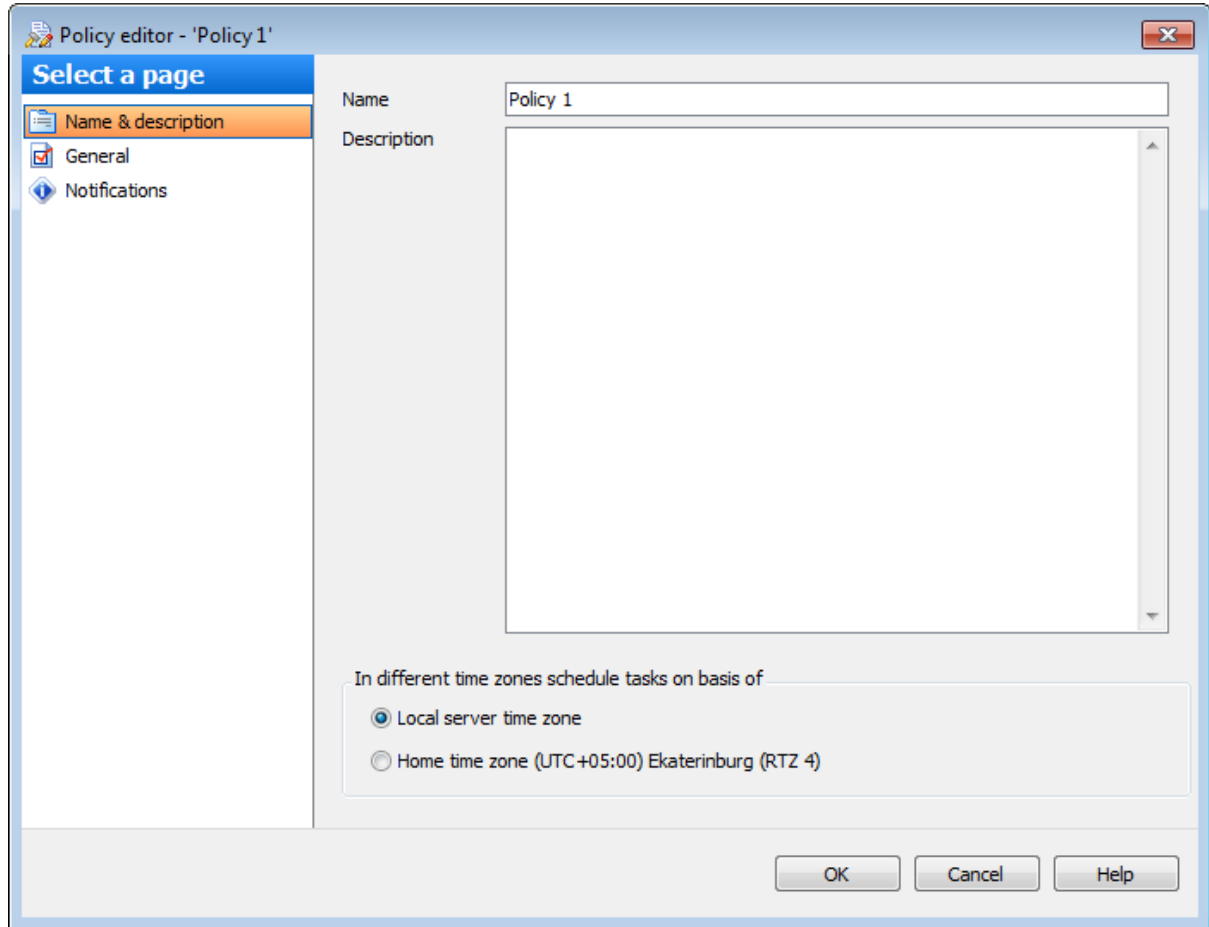 Policy editor - 'Policy 1'
Select a page
Name & description
General
Notifications
Name
Policy 1
Description
In different time zones schedule tasks on basis of
Local server time zone
Home time zone (UTC+05:00) Ekaterinburg (RTZ 4)
OK
Cancel
Help